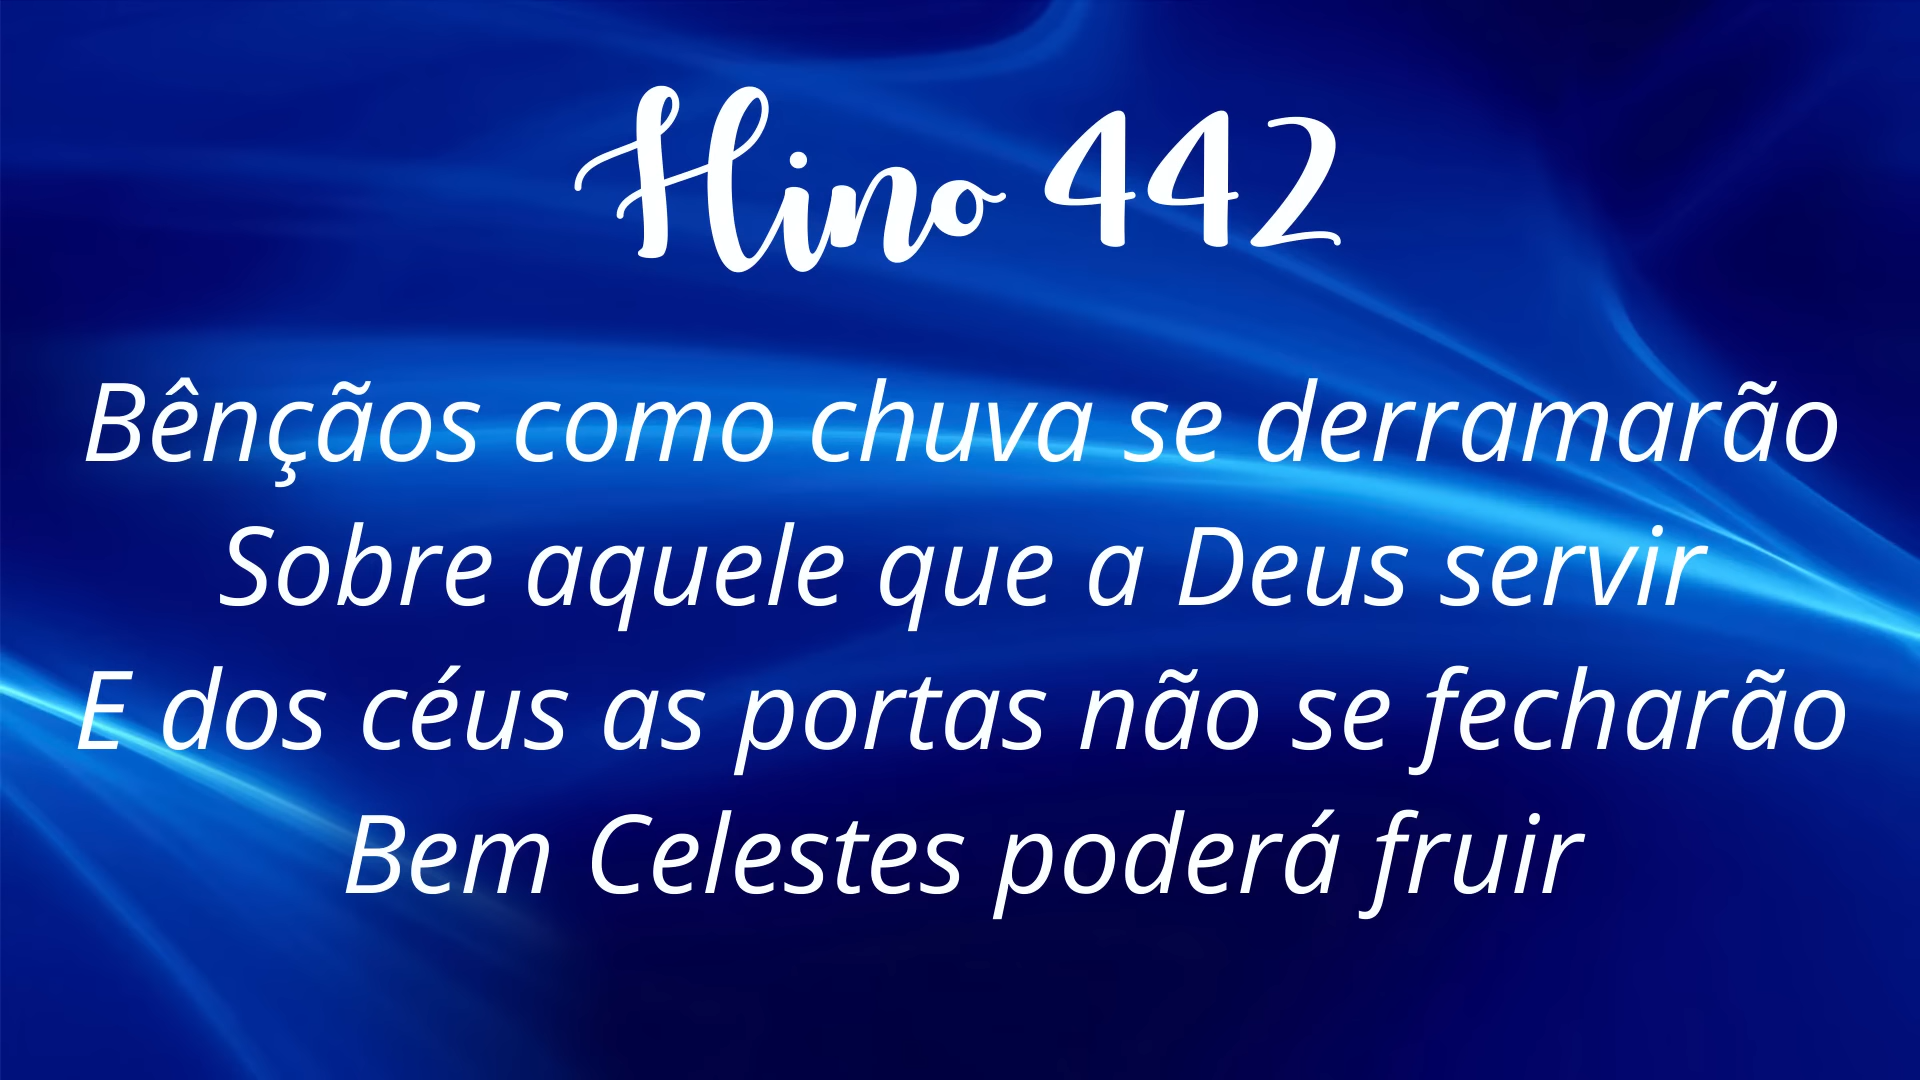 Hino 442
Bênçãos como chuva se derramarão
Sobre aquele que a Deus servir
E dos céus as portas não se fecharão
Bem Celestes poderá fruir